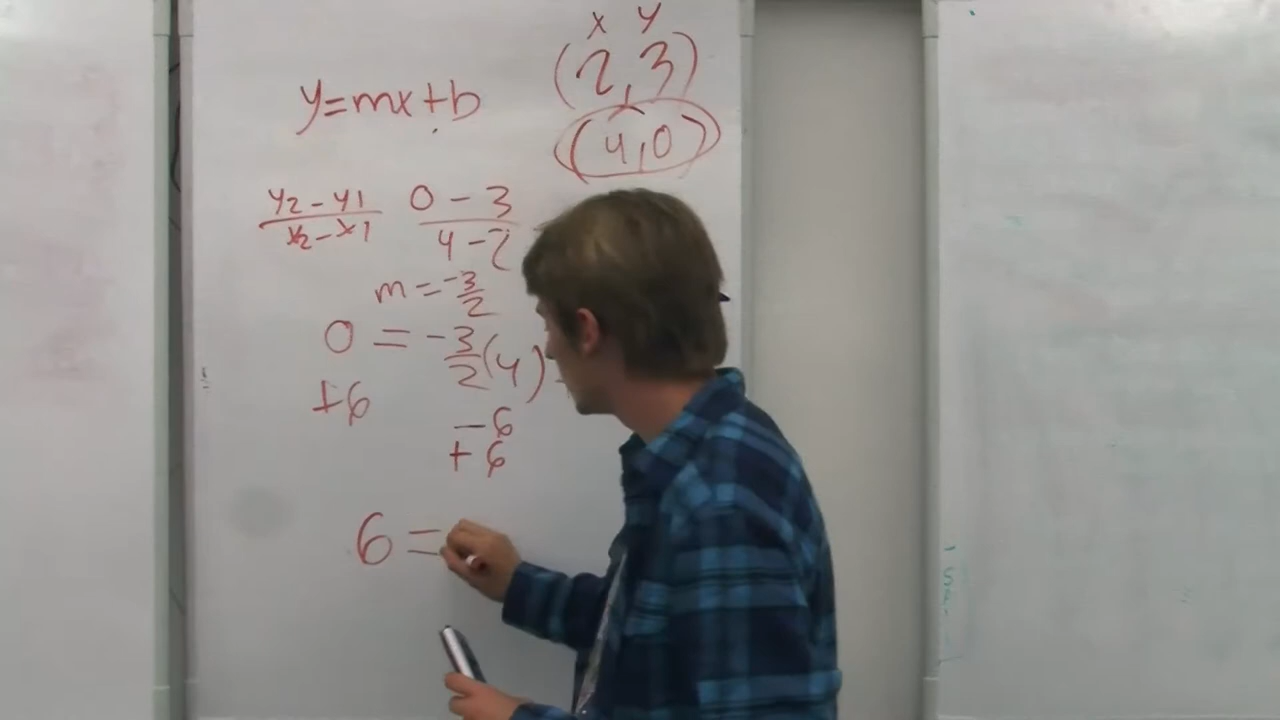 x y
(2,3)
y=mx+b
(4,0)
y2-y1/x2-x1 0-3/4-2
m=-3/2
0=-3/2(4)
+6 -6
+6
6=